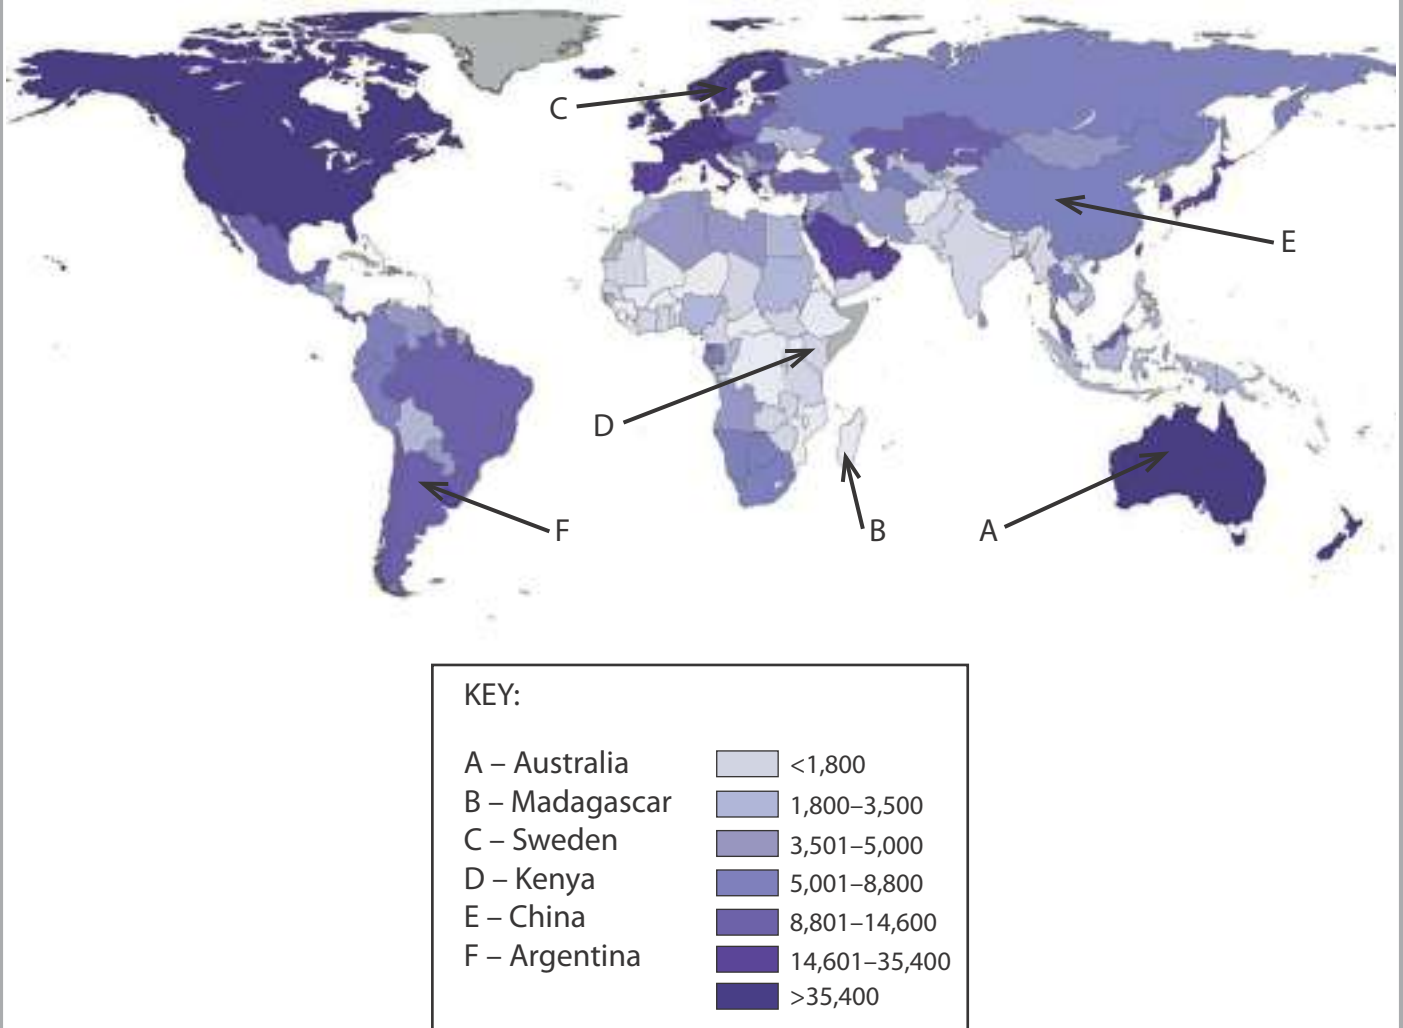 C
E
D
F
B
A
KEY:
A – Australia
<1,800
B – Madagascar
1,800–3,500
C – Sweden
3,501–5,000
D – Kenya
5,001–8,800
E – China
8,801–14,600
F – Argentina
14,601–35,400
>35,400